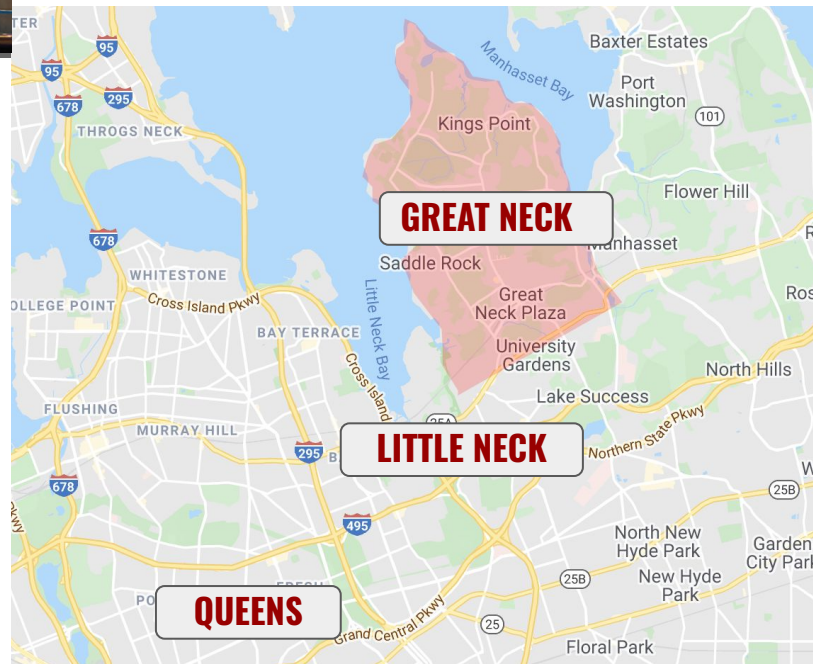 TER
95
Baxter Estates
Manhasset Bay
95
Port
Washington
295
678
101
THROGS NECK
Kings Point
Flower Hill
GREAT NECK
Manhasset
R
678
Saddle Rock
WHITESTONE
Great
Neck Plaza
Ros
OLLEGE POINT
Cross Island Pkwy
Little Neck Bay
BAY TERRACE
University
Gardens
Cross Island
North Hills
Lake Success
FLUSHING
25A
MURRAY HILL
Northern State Pkwy
LITTLE NECK
295
B
W
678
25B
Pkwy
495
North New
Hyde Park
Garden
City Park
25B
New Hyde
Park
FRESH
PO
QUEENS
25
Grand Central Pkwy
Floral Park